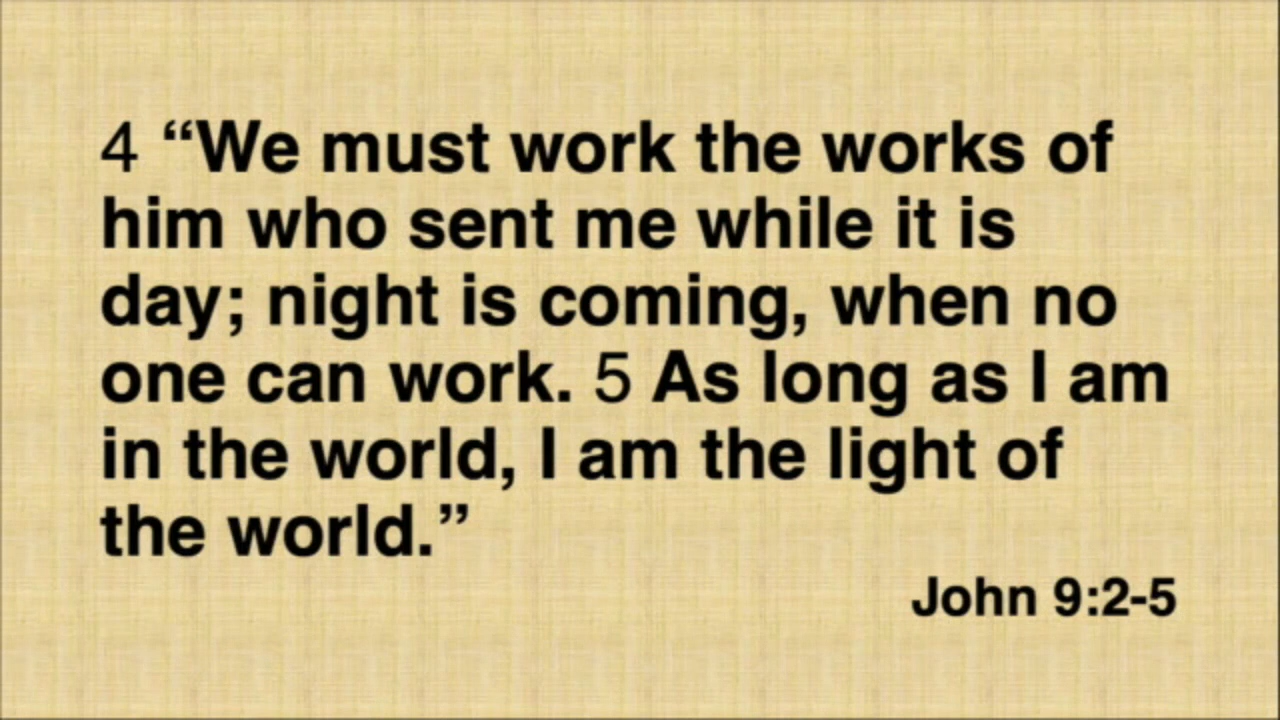 4 “We must work the works of
him who sent me while it is
day; night is coming, when no
one can work. 5 As long as I am
in the world, I am the light of
the world.”
John 9:2-5